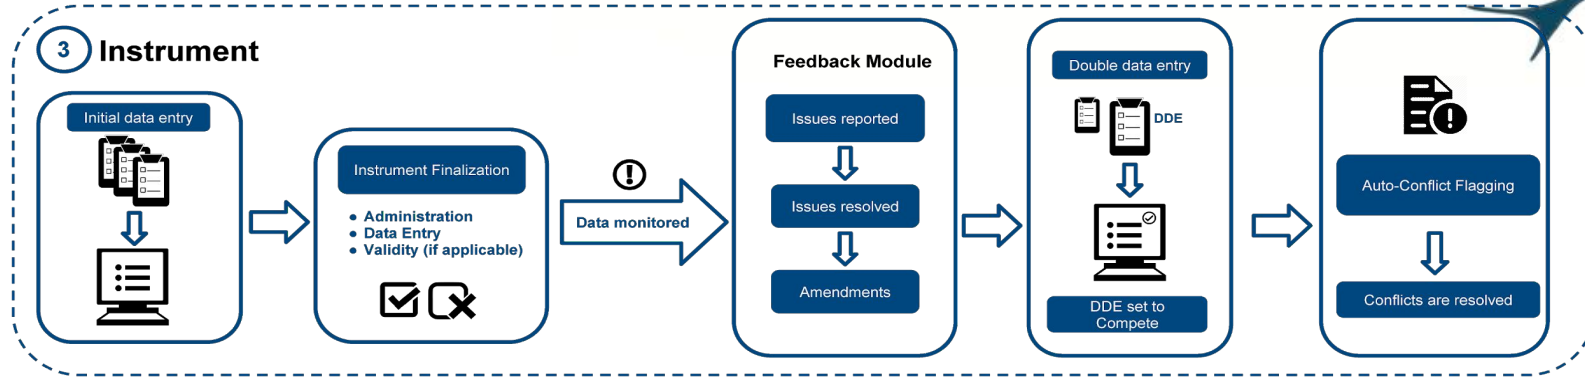 3 Instrument
Initial data entry
Instrument Finalization
● Administration
● Data Entry
● Validity (if applicable)
Data monitored
Feedback Module
Issues reported
Issues resolved
Amendments
Double data entry
DDE
DDE set to
Compete
Auto-Conflict Flagging
Conflicts are resolved